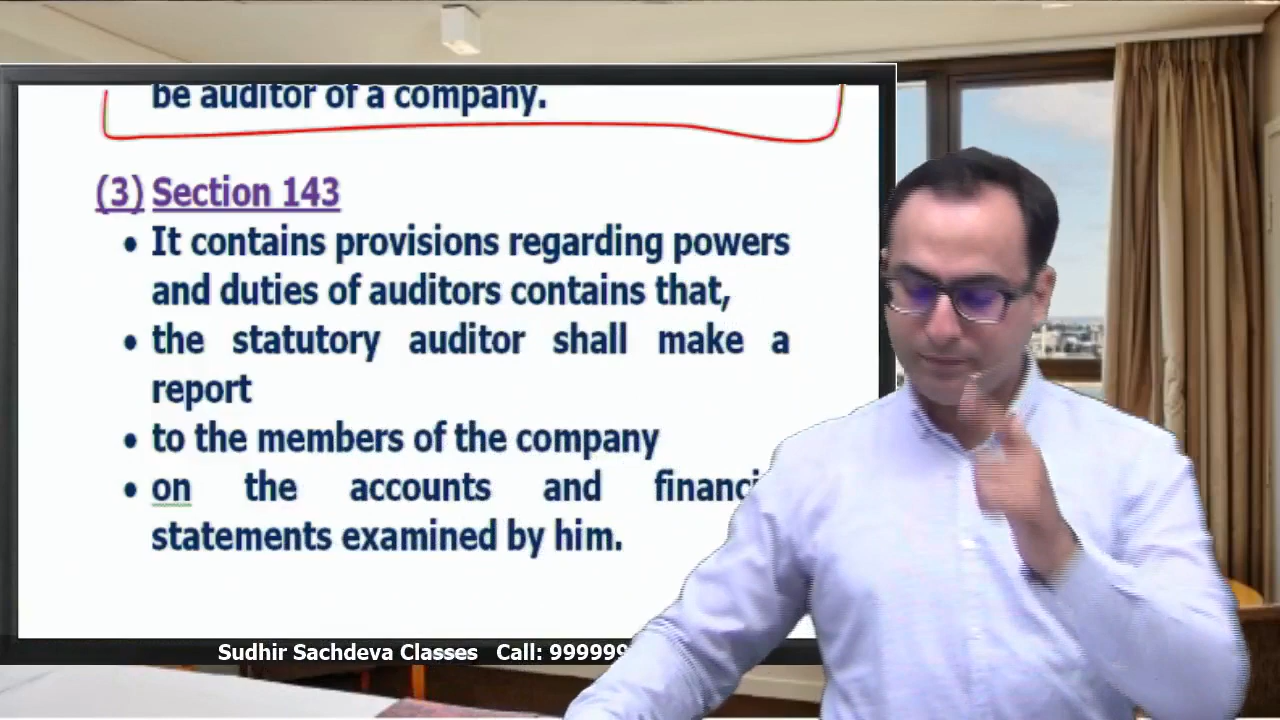 be auditor of a company.
(3) Section 143
• It contains provisions regarding powers
and duties of auditors contains that,
• the statutory auditor shall make a
report
• to the members of the company
• on the accounts and
statements examined by him.
Sudhir Sachdeva Classes Call: 999999